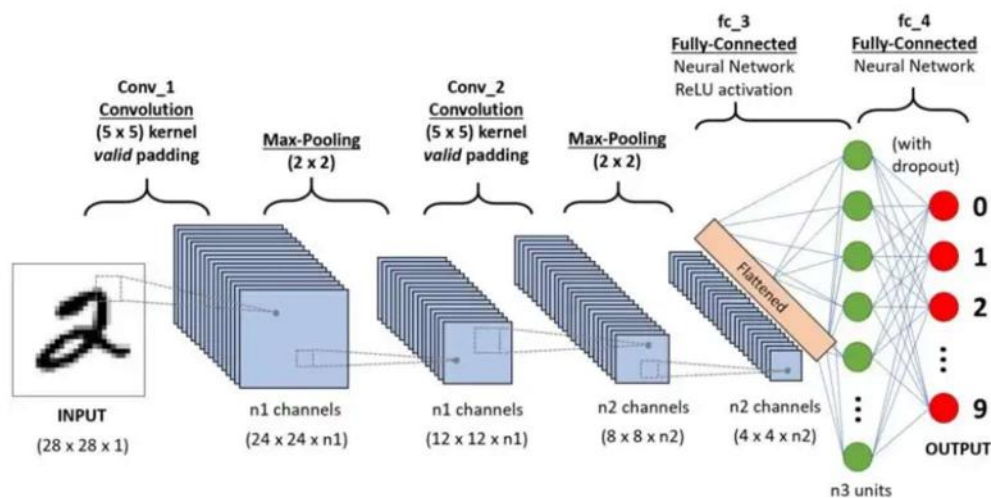 fc_3
Fully-Connected
Neural Network
ReLU activation
fc_4
Fully-Connected
Neural Network
Conv_1
Convolution
(5 x 5) kernel
valid padding
Max-Pooling
(2 x 2)
Conv_2
Convolution
(5 x 5) kernel
valid padding
Max-Pooling
(2 x 2)
(with
dropout)
Flattened
0
1
2
9
2
INPUT
(28 x 28 x 1)
n1 channels
(24 x 24 x n1)
n1 channels
(12 x 12 x n1)
n2 channels
(8 x 8 x n2)
n2 channels
(4 x 4 x n2)
n3 units
OUTPUT